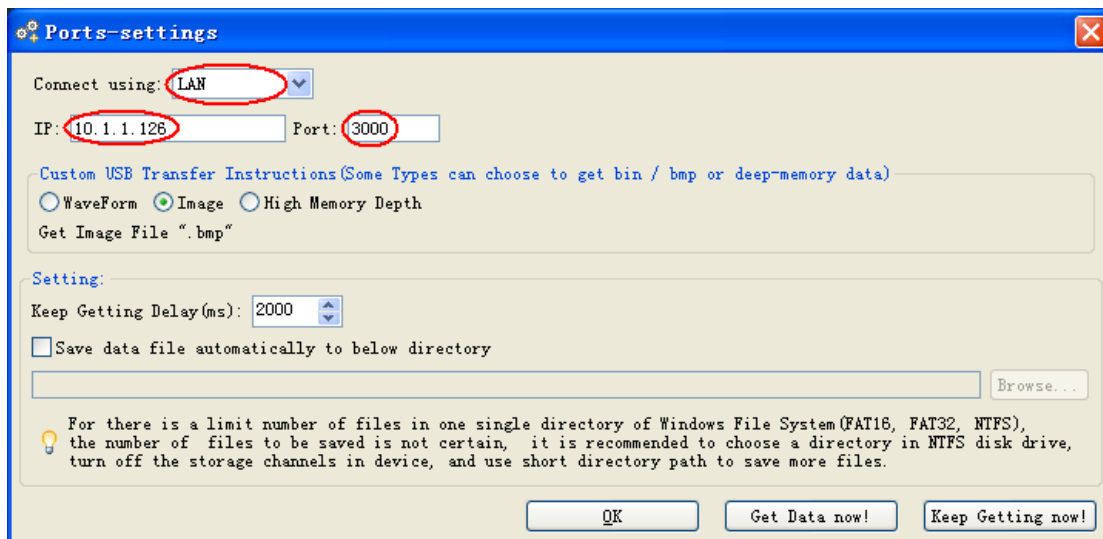 Ports-settings
Connect using: LAN
IP: 10.1.1.126 Port: 3000
Custom USB Transfer Instructions(Some Types can choose to get bin / bmp or deep-memory data)
WaveForm Image High Memory Depth
Get Image File ".bmp"
Setting:
Keep Getting Delay(ms): 2000
Save data file automatically to below directory
Browse...
For there is a limit number of files in one single directory of Windows File System(FAT16, FAT32, NTFS),
the number of files to be saved is not certain, it is recommended to choose a directory in NTFS disk drive,
turn off the storage channels in device, and use short directory path to save more files.
OK Get Data now! Keep Getting now!